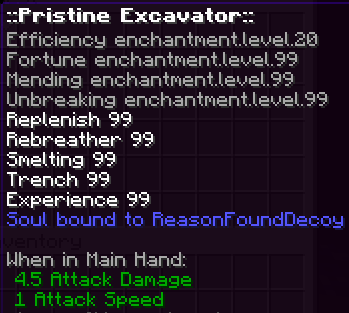 ::Pristine Excavator::
Efficiency enchantment.level.20
Fortune enchantment.level.99
Mending enchantment.level.99
Unbreaking enchantment.level.99
Replenish 99
Rebreather 99
Smelting 99
Trench 99
Experience 99
Soul bound to ReasonFoundDecoy
ventory
When in Main Hand:
4.5 Attack Damage
1 Attack Speed